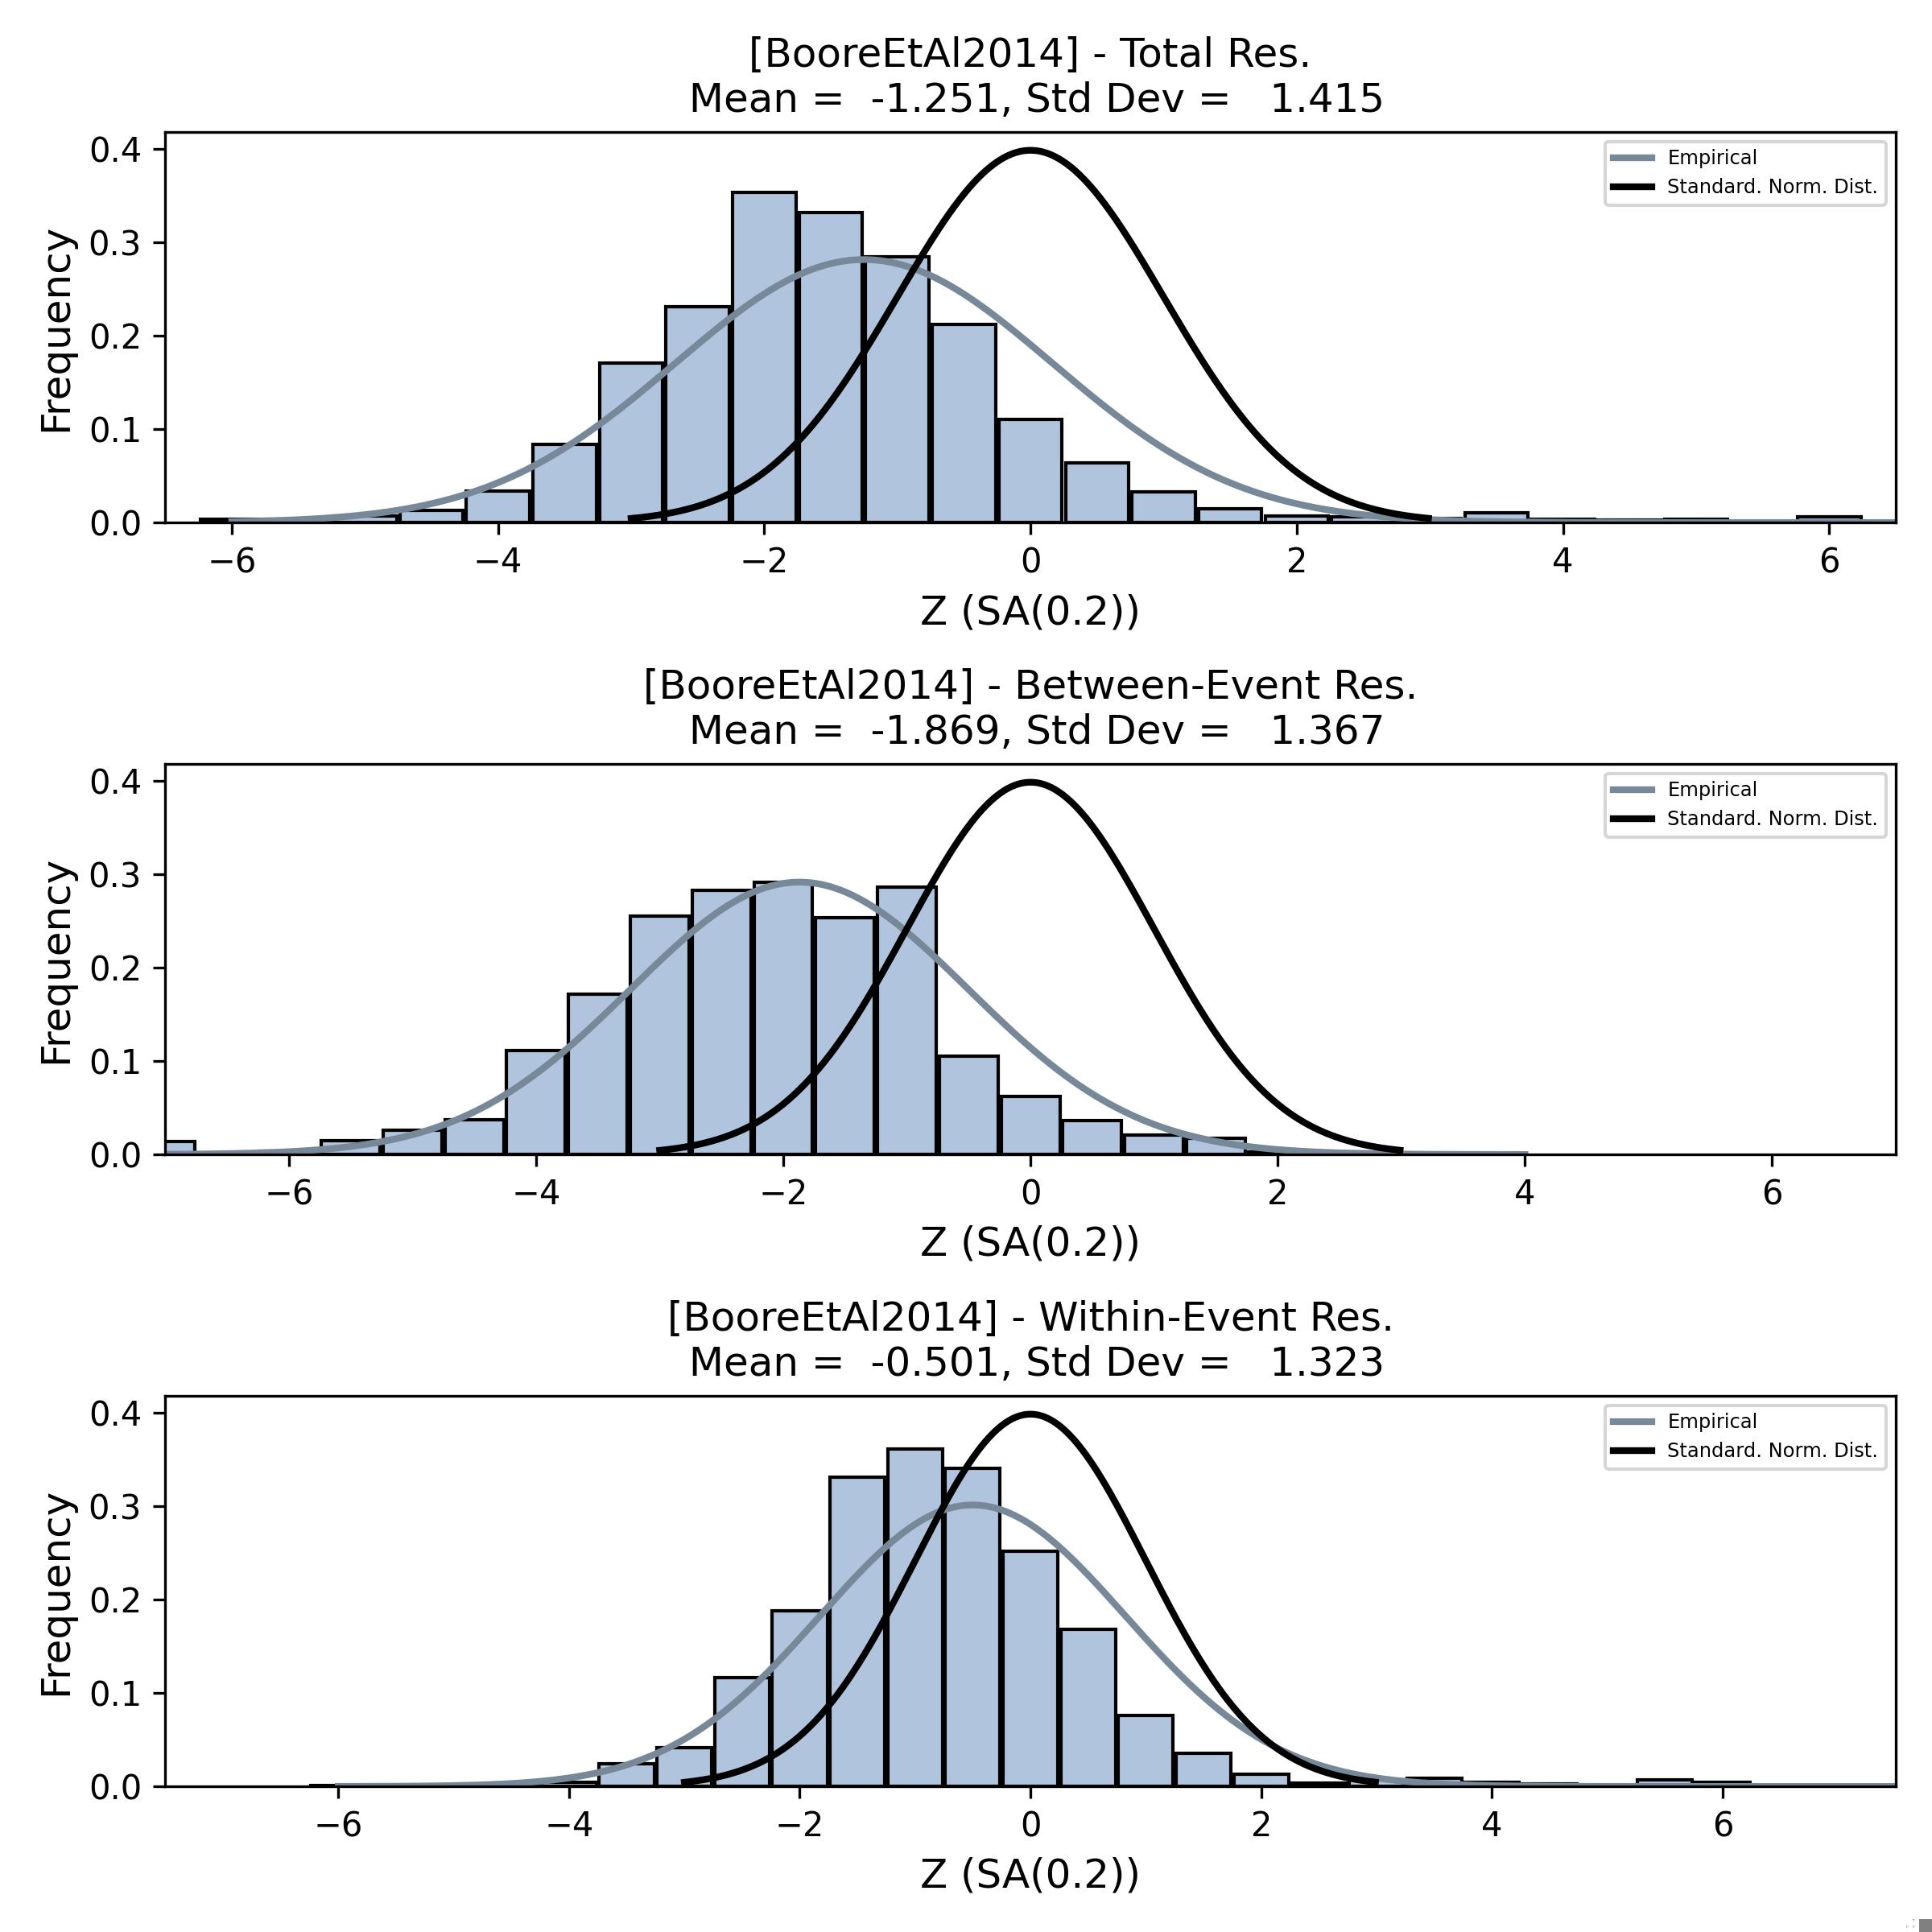 [BooreEtAl2014] - Total Res.
Mean =  -1.251, Std Dev =   1.415
Empirical
Standard. Norm. Dist.
Frequency
0.4
0.3
0.2
0.1
0.0
−6 −4 −2 0 2 4 6
Z (SA(0.2))
[BooreEtAl2014] - Between-Event Res.
Mean =  -1.869, Std Dev =   1.367
Empirical
Standard. Norm. Dist.
Frequency
0.4
0.3
0.2
0.1
0.0
−6 −4 −2 0 2 4 6
Z (SA(0.2))
[BooreEtAl2014] - Within-Event Res.
Mean =  -0.501, Std Dev =   1.323
Empirical
Standard. Norm. Dist.
Frequency
0.4
0.3
0.2
0.1
0.0
−6 −4 −2 0 2 4 6
Z (SA(0.2))